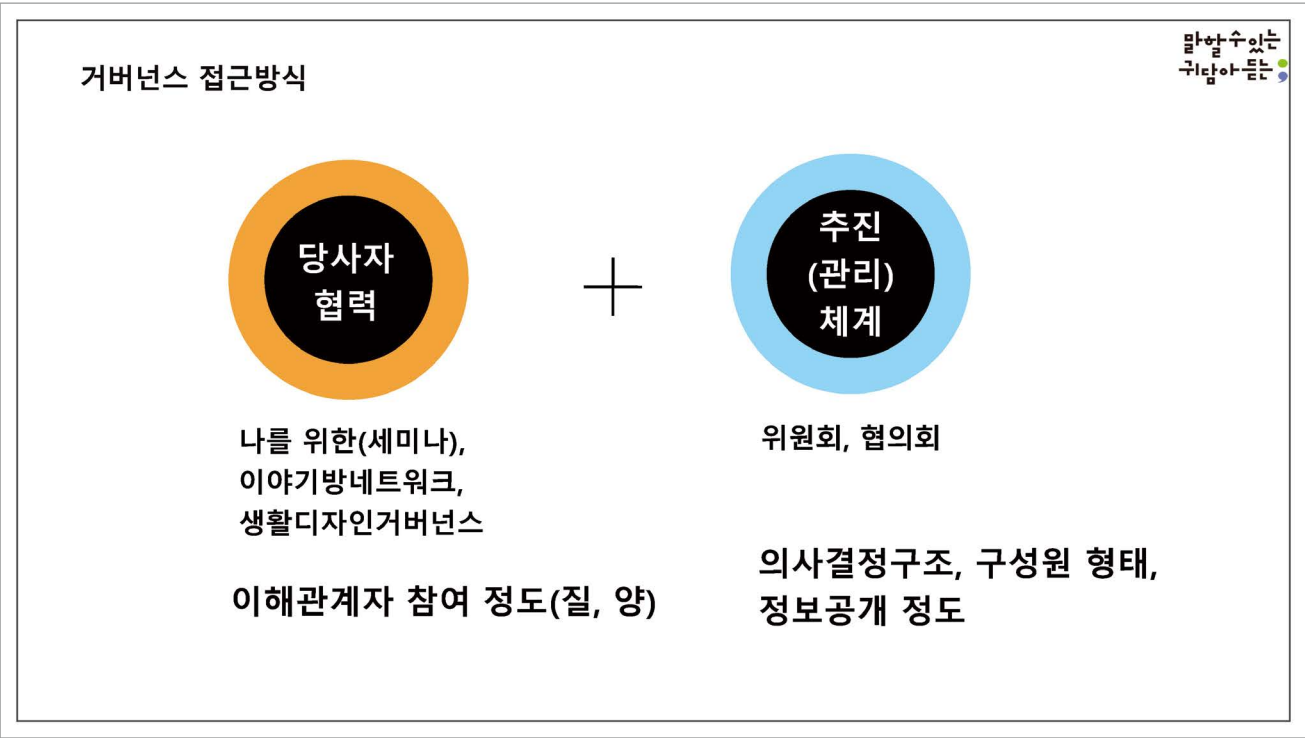 말할수있는
귀담아듣는;
거버넌스 접근방식
당사자
협력
추진
(관리)
체계
나를 위한(세미나),
이야기방네트워크,
생활디자인거버넌스
이해관계자 참여 정도(질, 양)
위원회, 협의회
의사결정구조, 구성원 형태,
정보공개 정도